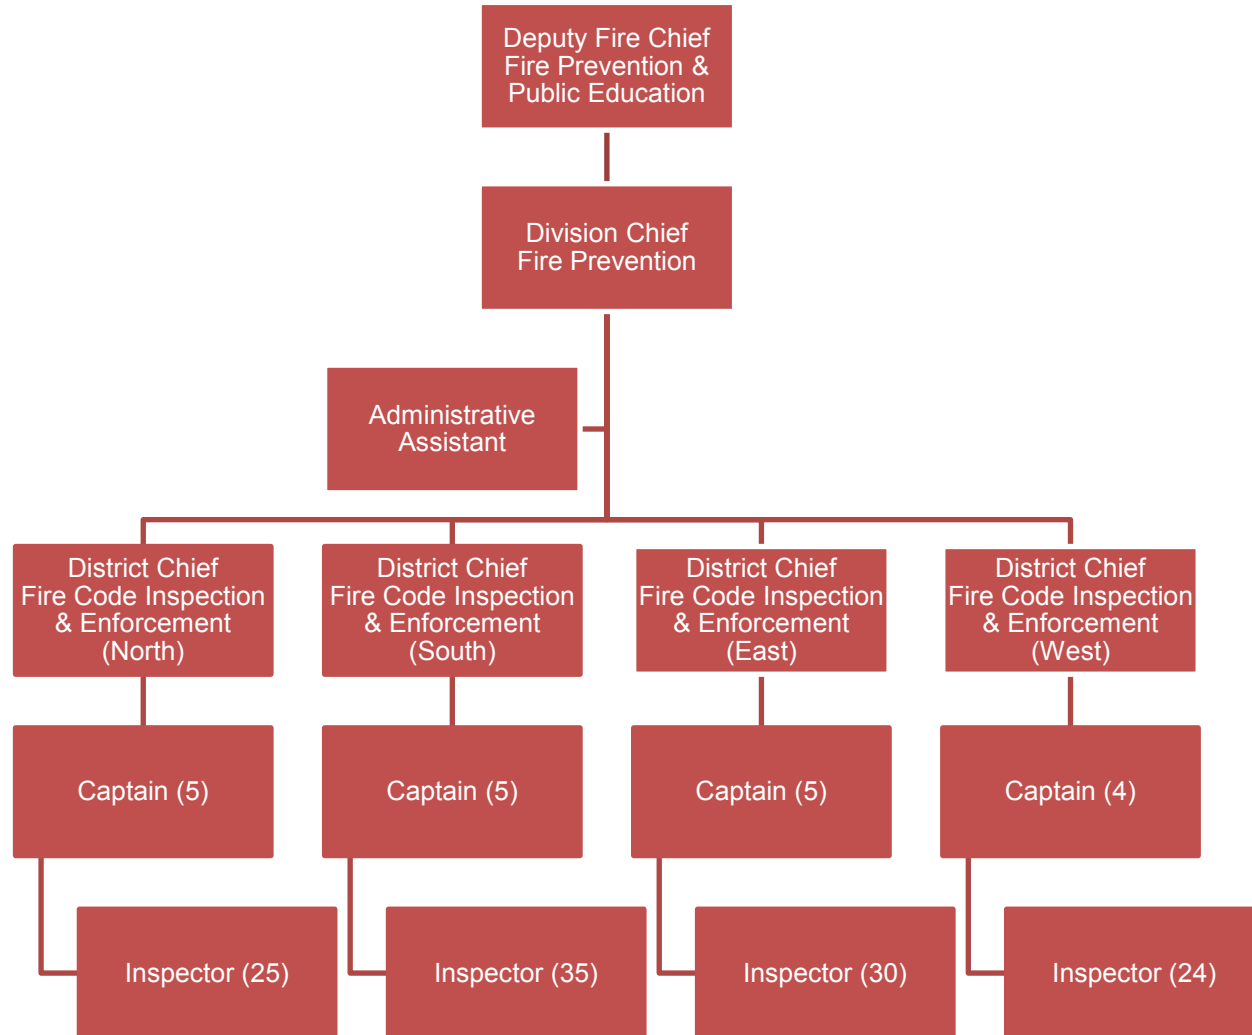 Deputy Fire Chief
Fire Prevention &
Public Education
Division Chief
Fire Prevention
Administrative
Assistant
District Chief
Fire Code Inspection
& Enforcement
(North)
District Chief
Fire Code Inspection
& Enforcement
(South)
District Chief
Fire Code Inspection
& Enforcement
(East)
District Chief
Fire Code Inspection
& Enforcement
(West)
Captain (5)
Captain (5)
Captain (5)
Captain (4)
Inspector (25)
Inspector (35)
Inspector (30)
Inspector (24)